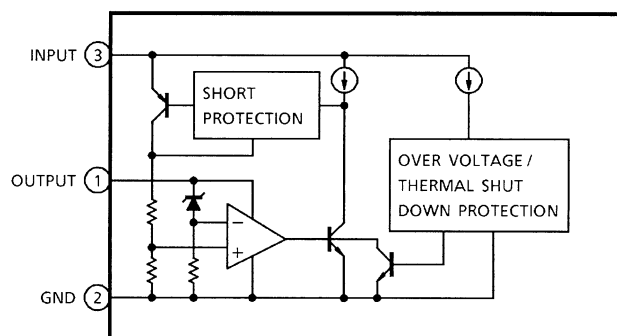 INPUT 3
SHORT
PROTECTION
OUTPUT 1
OVER VOLTAGE /
THERMAL SHUT
DOWN PROTECTION
−
+
GND 2